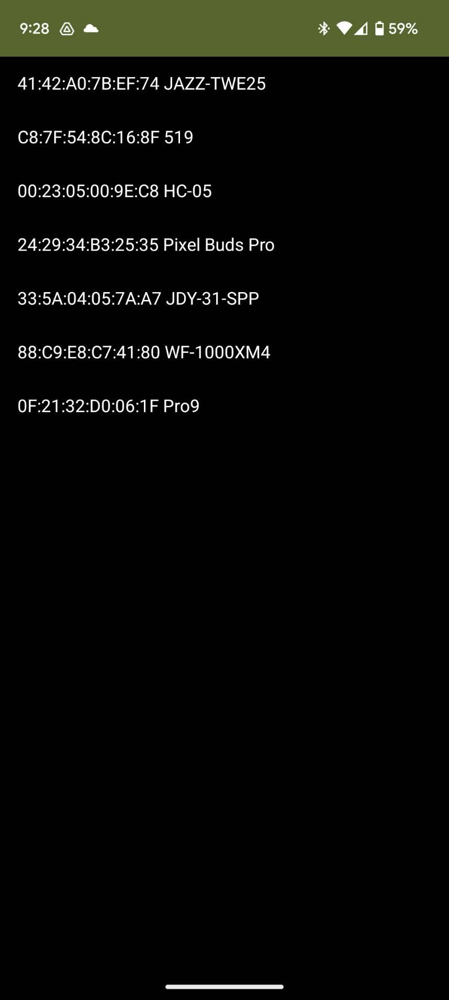 9:28 59%
41:42:A0:7B:EF:74 JAZZ-TWE25
C8:7F:54:8C:16:8F 519
00:23:05:00:9E:C8 HC-05
24:29:34:B3:25:35 Pixel Buds Pro
33:5A:04:05:7A:A7 JDY-31-SPP
88:C9:E8:C7:41:80 WF-1000XM4
0F:21:32:D0:06:1F Pro9